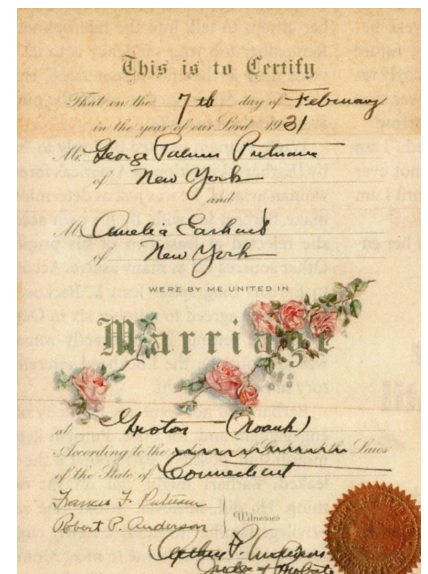 This is to Certify
That on the 7th day of February
in the year of our Lord 1931
Mr. George Palmer Putnam
of New York
and
M Amelia Earhart
of New York
WERE BY ME UNITED IN
Marriage
at Groton - (Noank)
According to the Laws
of the State of Connecticut
Francis F. Putnam
Robert P. Anderson
Witnesses
Arthur P. Anderson
Judge of Probate